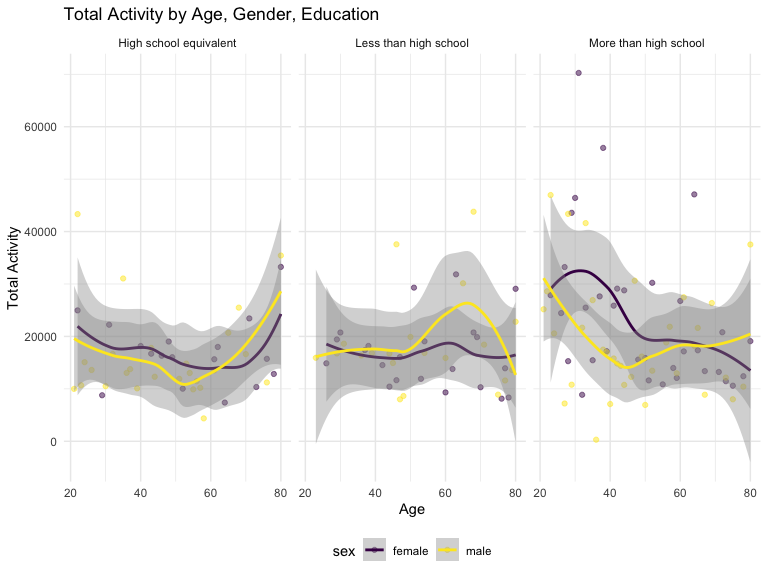 Total Activity by Age, Gender, Education
High school equivalent
Less than high school
More than high school
Total Activity
60000
40000
20000
0
20 40 60 80
20 40 60 80
20 40 60 80
Age
sex female male